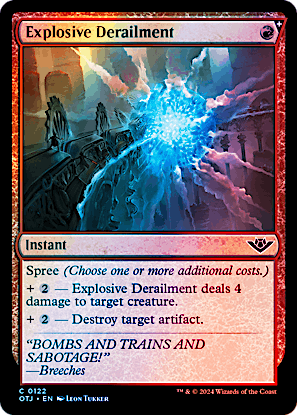 Explosive Derailment
Instant
Spree (Choose one or more additional costs.)
+ 2 — Explosive Derailment deals 4
damage to target creature.
+ 2 — Destroy target artifact.
"BOMBS AND TRAINS AND
SABOTAGE!"
—Breeches
C 0122
OTJ • EN Leon Tukker
™ & © 2024 Wizards of the Coast